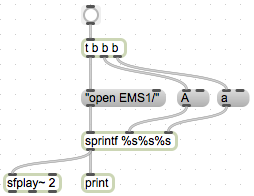 t b b b
"open EMS1/" A a
sprintf %s%s%s
sfplay~ 2 print